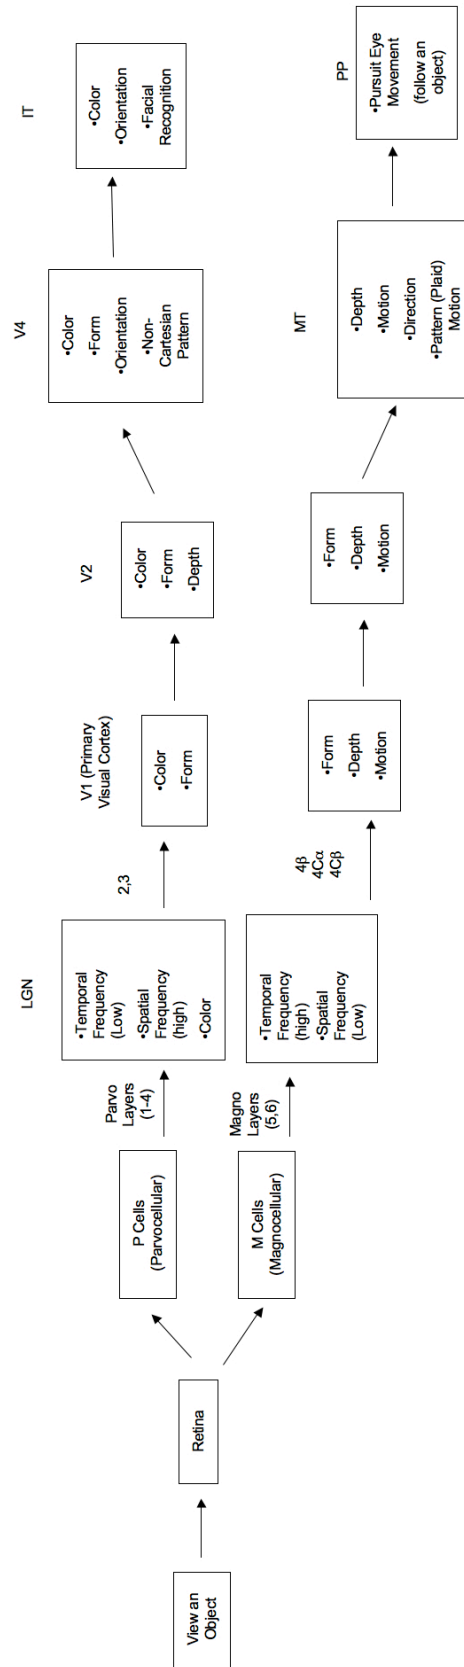 View an
Object
Retina
P Cells
(Parvocellular)
M Cells
(Magnocellular)
Parvo
Layers
(1-4)
Magno
Layers
(5,6)
LGN
•Temporal
Frequency
(Low)
•Spatial
Frequency
(high)
•Color
•Temporal
Frequency
(high)
•Spatial
Frequency
(Low)
2,3
4β
4Cα
4Cβ
V1 (Primary
Visual Cortex)
•Color
•Form
•Form
•Depth
•Motion
V2
•Color
•Form
•Depth
•Form
•Depth
•Motion
V4
•Color
•Form
•Orientation
•Non-
Cartesian
Pattern
MT
•Depth
•Motion
•Direction
•Pattern (Plaid)
Motion
IT
•Color
•Orientation
•Facial
Recognition
PP
•Pursuit Eye
Movement
(follow an
object)